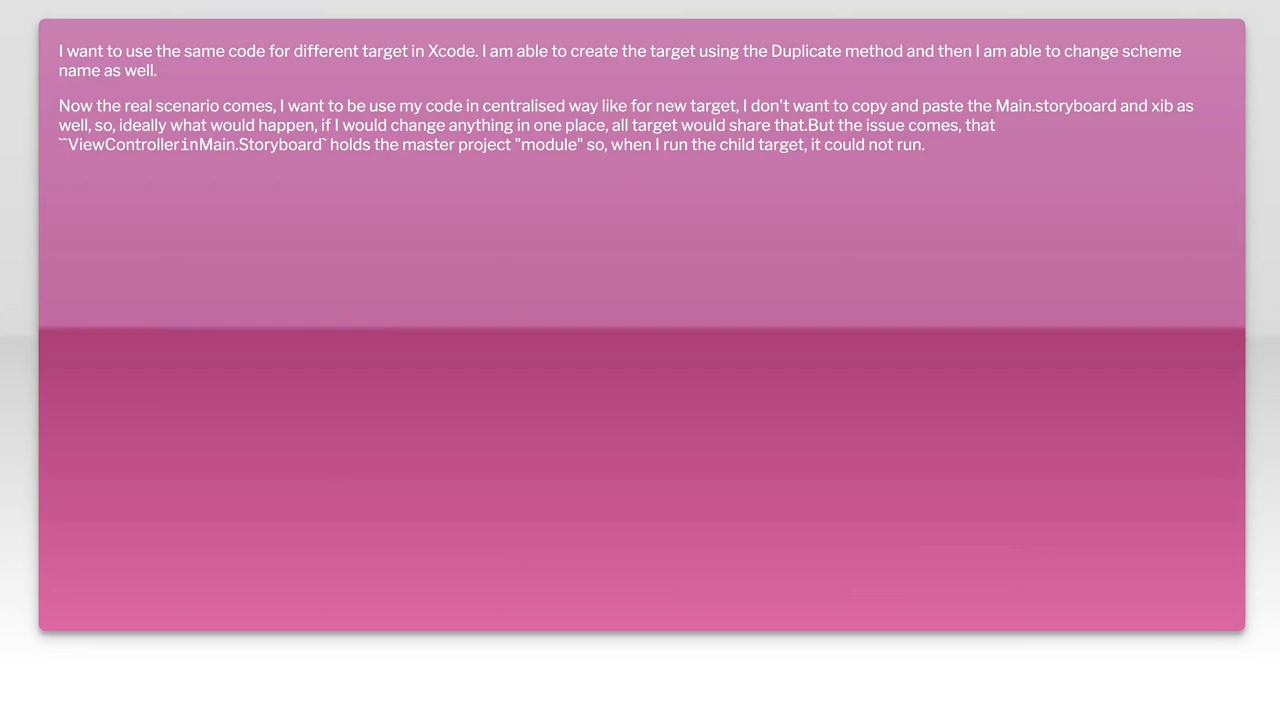 I want to use the same code for different target in Xcode. I am able to create the target using the Duplicate method and then I am able to change scheme
name as well.
Now the real scenario comes, I want to be use my code in centralised way like for new target, I don't want to copy and paste the Main.storyboard and xib as
well, so, ideally what would happen, if I would change anything in one place, all target would share that.But the issue comes, that
``ViewControllerinMain.Storyboard` holds the master project "module" so, when I run the child target, it could not run.